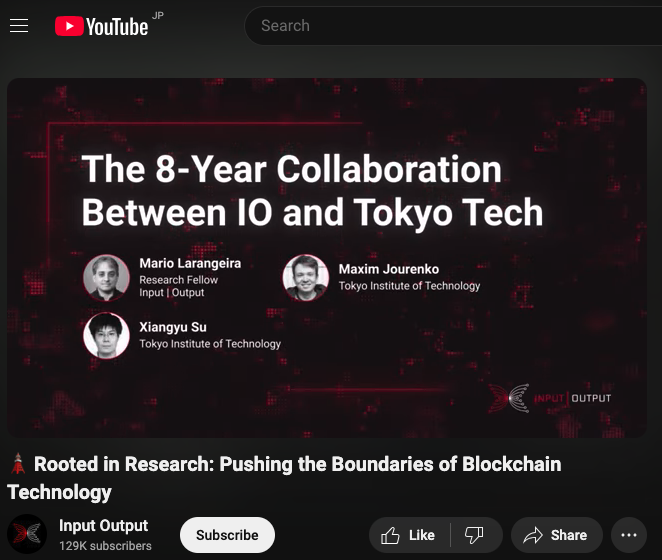 YouTube JP
Search
The 8-Year Collaboration
Between IO and Tokyo Tech
Mario Larangeira
Research Fellow
Input | Output
Maxim Jourenko
Tokyo Institute of Technology
Xiangyu Su
Tokyo Institute of Technology
INPUT | OUTPUT
🗼 Rooted in Research: Pushing the Boundaries of Blockchain
Technology
Input Output
129K subscribers
Subscribe
Like
Share